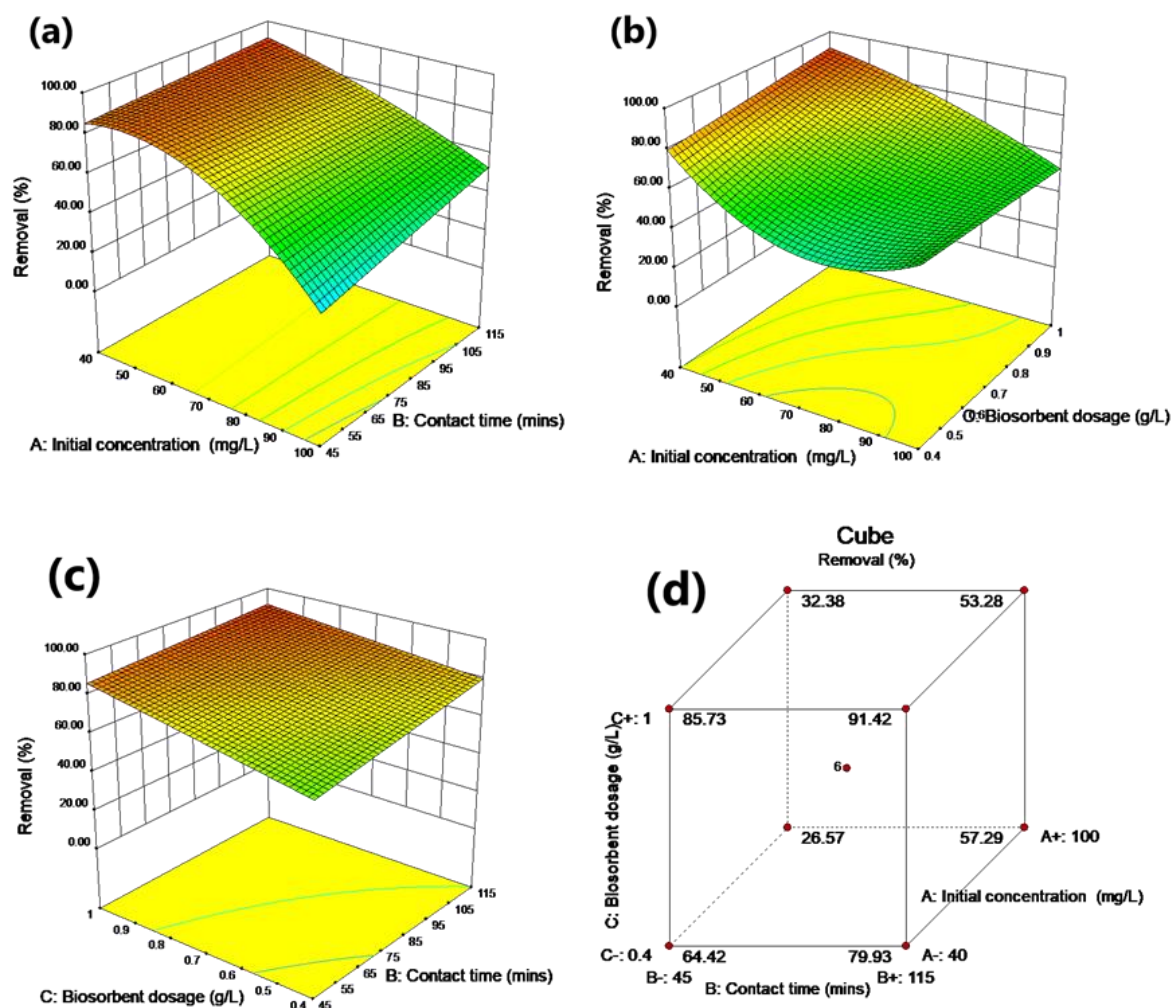 (a)
100.00
80.00
60.00
40.00
20.00
0.00
Removal (%)
40
50
60
70
80
90
100
A: Initial concentration (mg/L)
45
55
65
75
85
95
105
115
B: Contact time (mins)
(b)
100.00
80.00
60.00
40.00
20.00
0.00
Removal (%)
40
50
60
70
80
90
100
A: Initial concentration (mg/L)
0.4
0.5
0.6
0.7
0.8
0.9
1
C: Biosorbent dosage (g/L)
(c)
100.00
80.00
60.00
40.00
20.00
0.00
Removal (%)
1
0.9
0.8
0.7
0.6
0.5
0.4
C: Biosorbent dosage (g/L)
45
55
65
75
85
95
105
115
B: Contact time (mins)
(d)
Cube
Removal (%)
32.38
53.28
C+: 1
85.73
91.42
6
26.57
57.29
A+: 100
C: Biosorbent dosage (g/L)
A: Initial concentration (mg/L)
C-: 0.4
64.42
79.93
A-: 40
B-: 45
B+: 115
B: Contact time (mins)